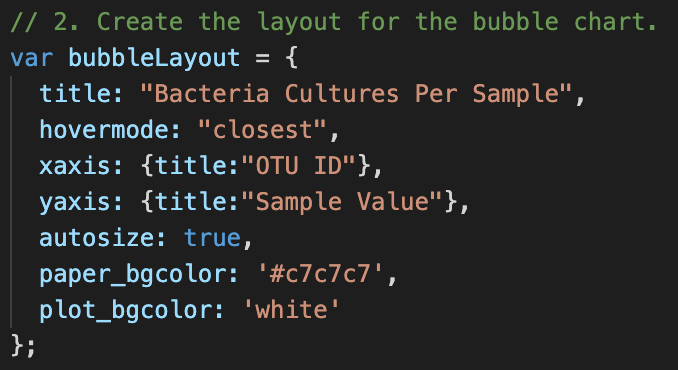 // 2. Create the layout for the bubble chart.
var bubbleLayout = {
  title: "Bacteria Cultures Per Sample",
  hovermode: "closest",
  xaxis: {title:"OTU ID"},
  yaxis: {title:"Sample Value"},
  autosize: true,
  paper_bgcolor: '#c7c7c7',
  plot_bgcolor: 'white'
};